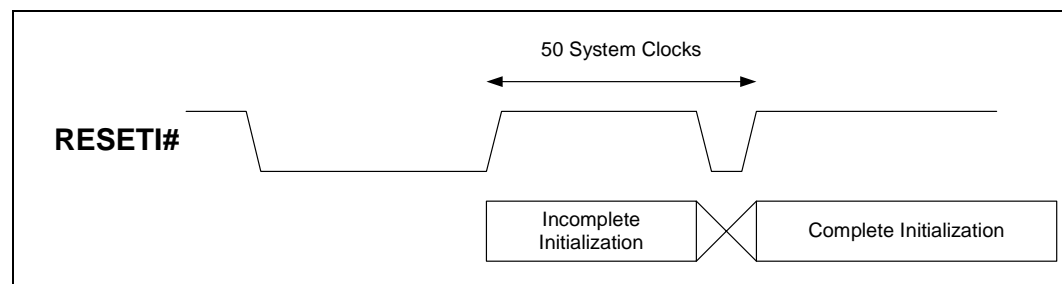 50 System Clocks
RESETI#
Incomplete
Initialization
Complete Initialization